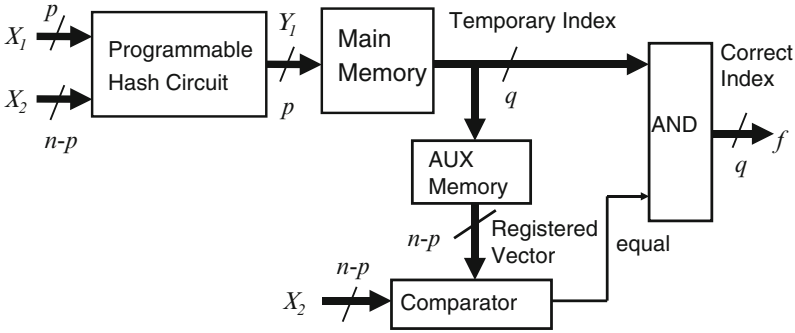 p
X₁
Programmable
Hash Circuit
X₂
n-p
Y₁
p
Main
Memory
Temporary Index
q
AUX
Memory
n-p
Registered
Vector
n-p
X₂
Comparator
equal
AND
Correct
Index
q
f